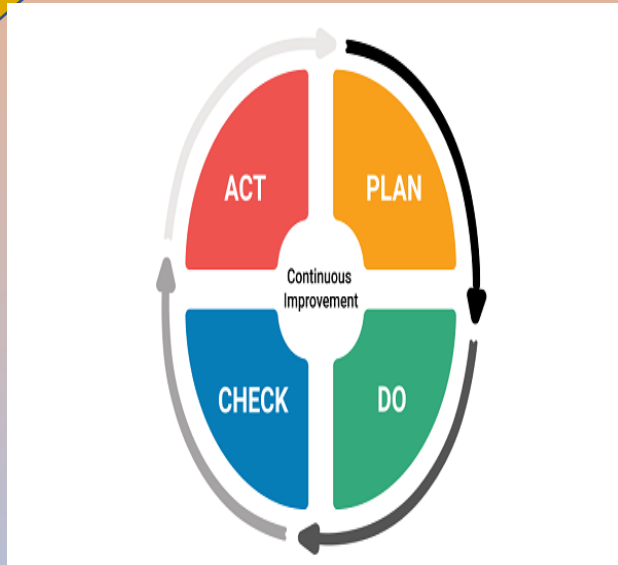 ACT
PLAN
Continuous
Improvement
CHECK
DO